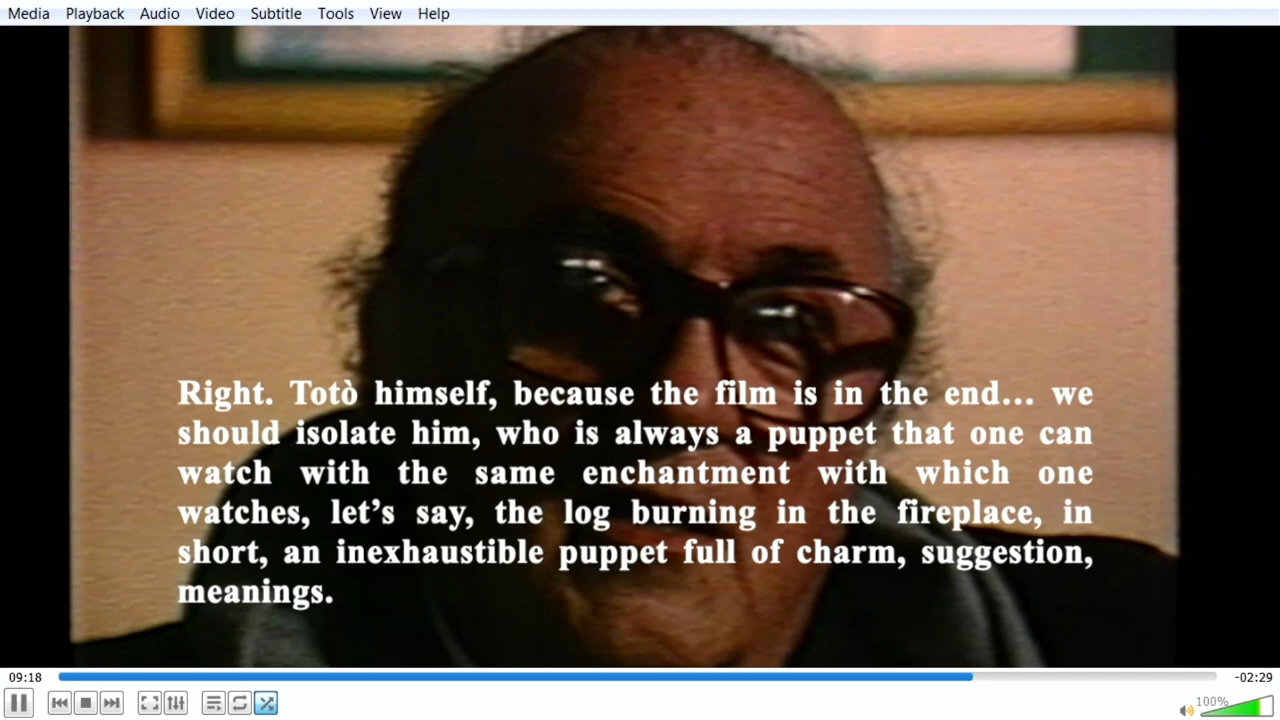 Media Playback Audio Video Subtitle Tools View Help
Right. Totò himself, because the film is in the end... we
should isolate him, who is always a puppet that one can
watch with the same enchantment with which one
watches, let’s say, the log burning in the fireplace, in
short, an inexhaustible puppet full of charm, suggestion,
meanings.
09:18 -02:29
100%